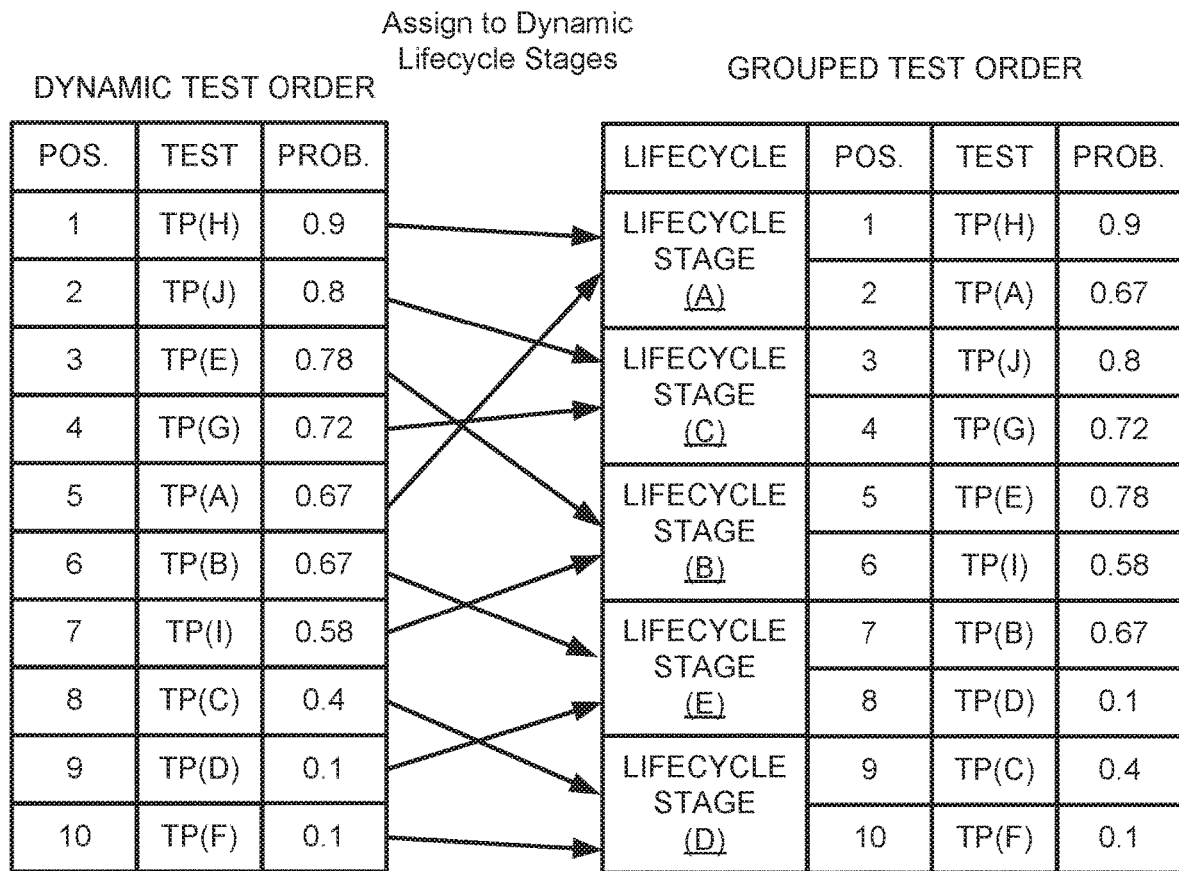 Assign to Dynamic
Lifecycle Stages
DYNAMIC TEST ORDER
GROUPED TEST ORDER
POS. TEST PROB.
1 TP(H) 0.9
2 TP(J) 0.8
3 TP(E) 0.78
4 TP(G) 0.72
5 TP(A) 0.67
6 TP(B) 0.67
7 TP(I) 0.58
8 TP(C) 0.4
9 TP(D) 0.1
10 TP(F) 0.1
LIFECYCLE POS. TEST PROB.
LIFECYCLE
STAGE
(A)
1 TP(H) 0.9
2 TP(A) 0.67
LIFECYCLE
STAGE
(C)
3 TP(J) 0.8
4 TP(G) 0.72
LIFECYCLE
STAGE
(B)
5 TP(E) 0.78
6 TP(I) 0.58
LIFECYCLE
STAGE
(E)
7 TP(B) 0.67
8 TP(D) 0.1
LIFECYCLE
STAGE
(D)
9 TP(C) 0.4
10 TP(F) 0.1